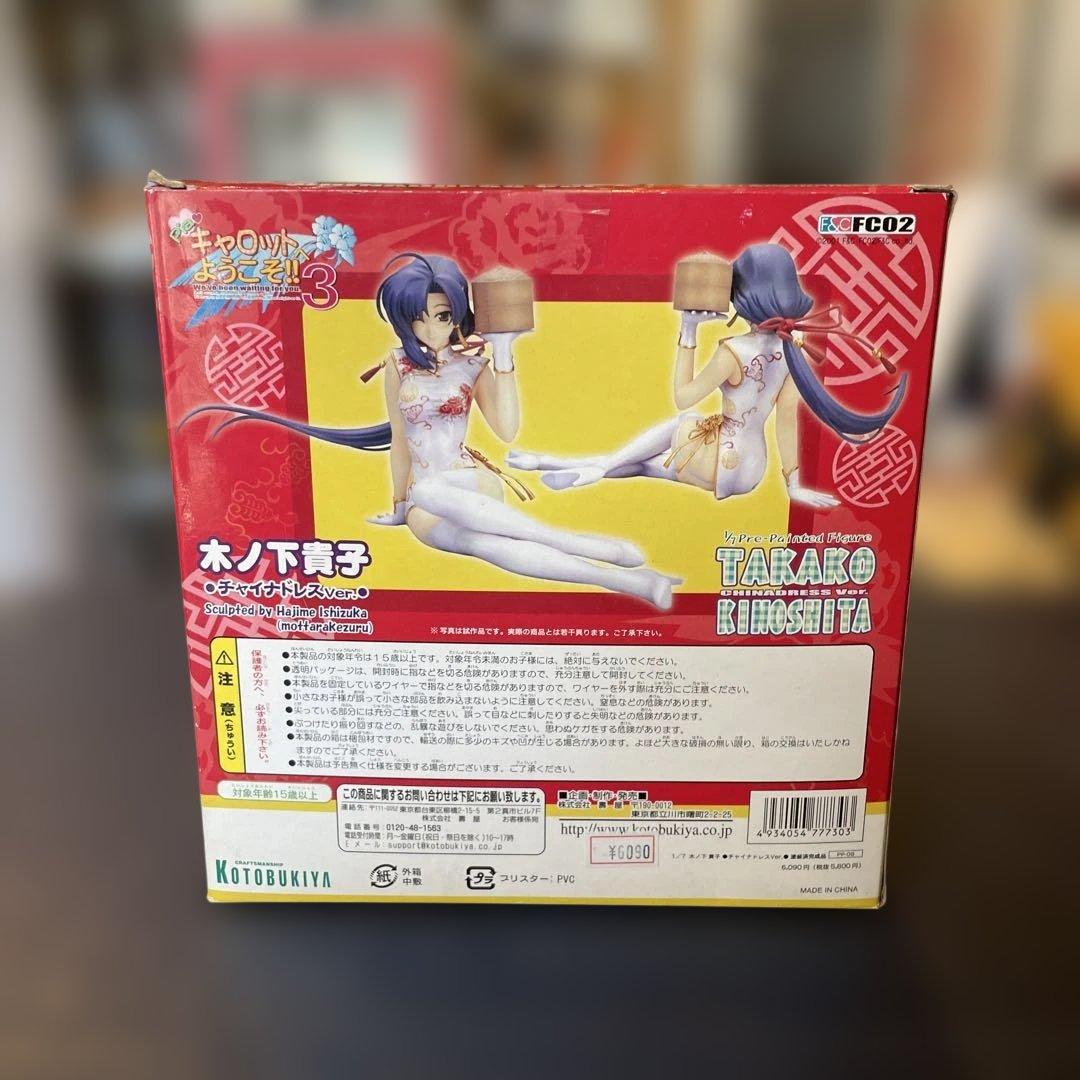 キャロットへ
ようこそ!!
We've been waiting for you.
3
F&C FC02
©2001 F&C FC02/F&C co.,ltd.
木ノ下貴子
●チャイナドレスVer.●
Sculpted by Hajime Ishizuka
(mottarakezuru)
1/7 Pre-Painted Figure
TAKAKO
CHINADRESS Ver.
KINOSHITA
※写真は試作品です。実際の商品とは若干異なります。ご了承下さい。
注意(ちゅうい)
保護者の方へ、必ずお読み下さい。
●本製品の対象年令は15歳以上です。対象年令未満のお子様には、絶対に与えないでください。
●透明パッケージは、開封時に指などを切る危険がありますので、充分注意して開封してください。
●本製品を固定しているワイヤーで指などを切る危険がありますので、ワイヤーを外す際は充分にご注意ください。
●小さなお子様が誤って小さな部品を飲み込まないように注意してください。窒息などの危険があります。
●尖っている部分には充分ご注意ください。誤って目などに刺したりすると失明などの危険があります。
●ぶつけたり振り回すなどの、乱暴な遊びをしないでください。思わぬケガをする危険があります。
●本製品の箱は梱包材ですので、輸送の際に多少のキズや凹が生じる場合があります。よほど大きな破損の無い限り、箱の交換はいたしかね
ますのでご了承ください。
●本製品は予告無く仕様を変更する場合がございます、ご了承ください。
対象年齢15歳以上
この商品に関するお問い合わせは下記にお願い致します。
連絡先:〒111-0052 東京都台東区柳橋2-15-5 第2真市ビル7F
株式会社 壽屋 お客様係宛
電話番号:0120-48-1563
電話受付時間:月~金曜日(祝日・祭日を除く)10~17時
Eメール:support@kotobukiya.co.jp
■企画・制作・発売■
株式会社 壽屋 〒190-0012
東京都立川市曙町2-2-25
http://www.kotobukiya.co.jp
¥6090
4 934054 777303
1/7 木ノ下貴子●チャイナドレスVer.● 塗装済完成品 PP-09
6,090円(税抜5,800円)
CRAFTSMANSHIP
KOTOBUKIYA
紙 外箱
中敷
プラ ブリスター:PVC
MADE IN CHINA